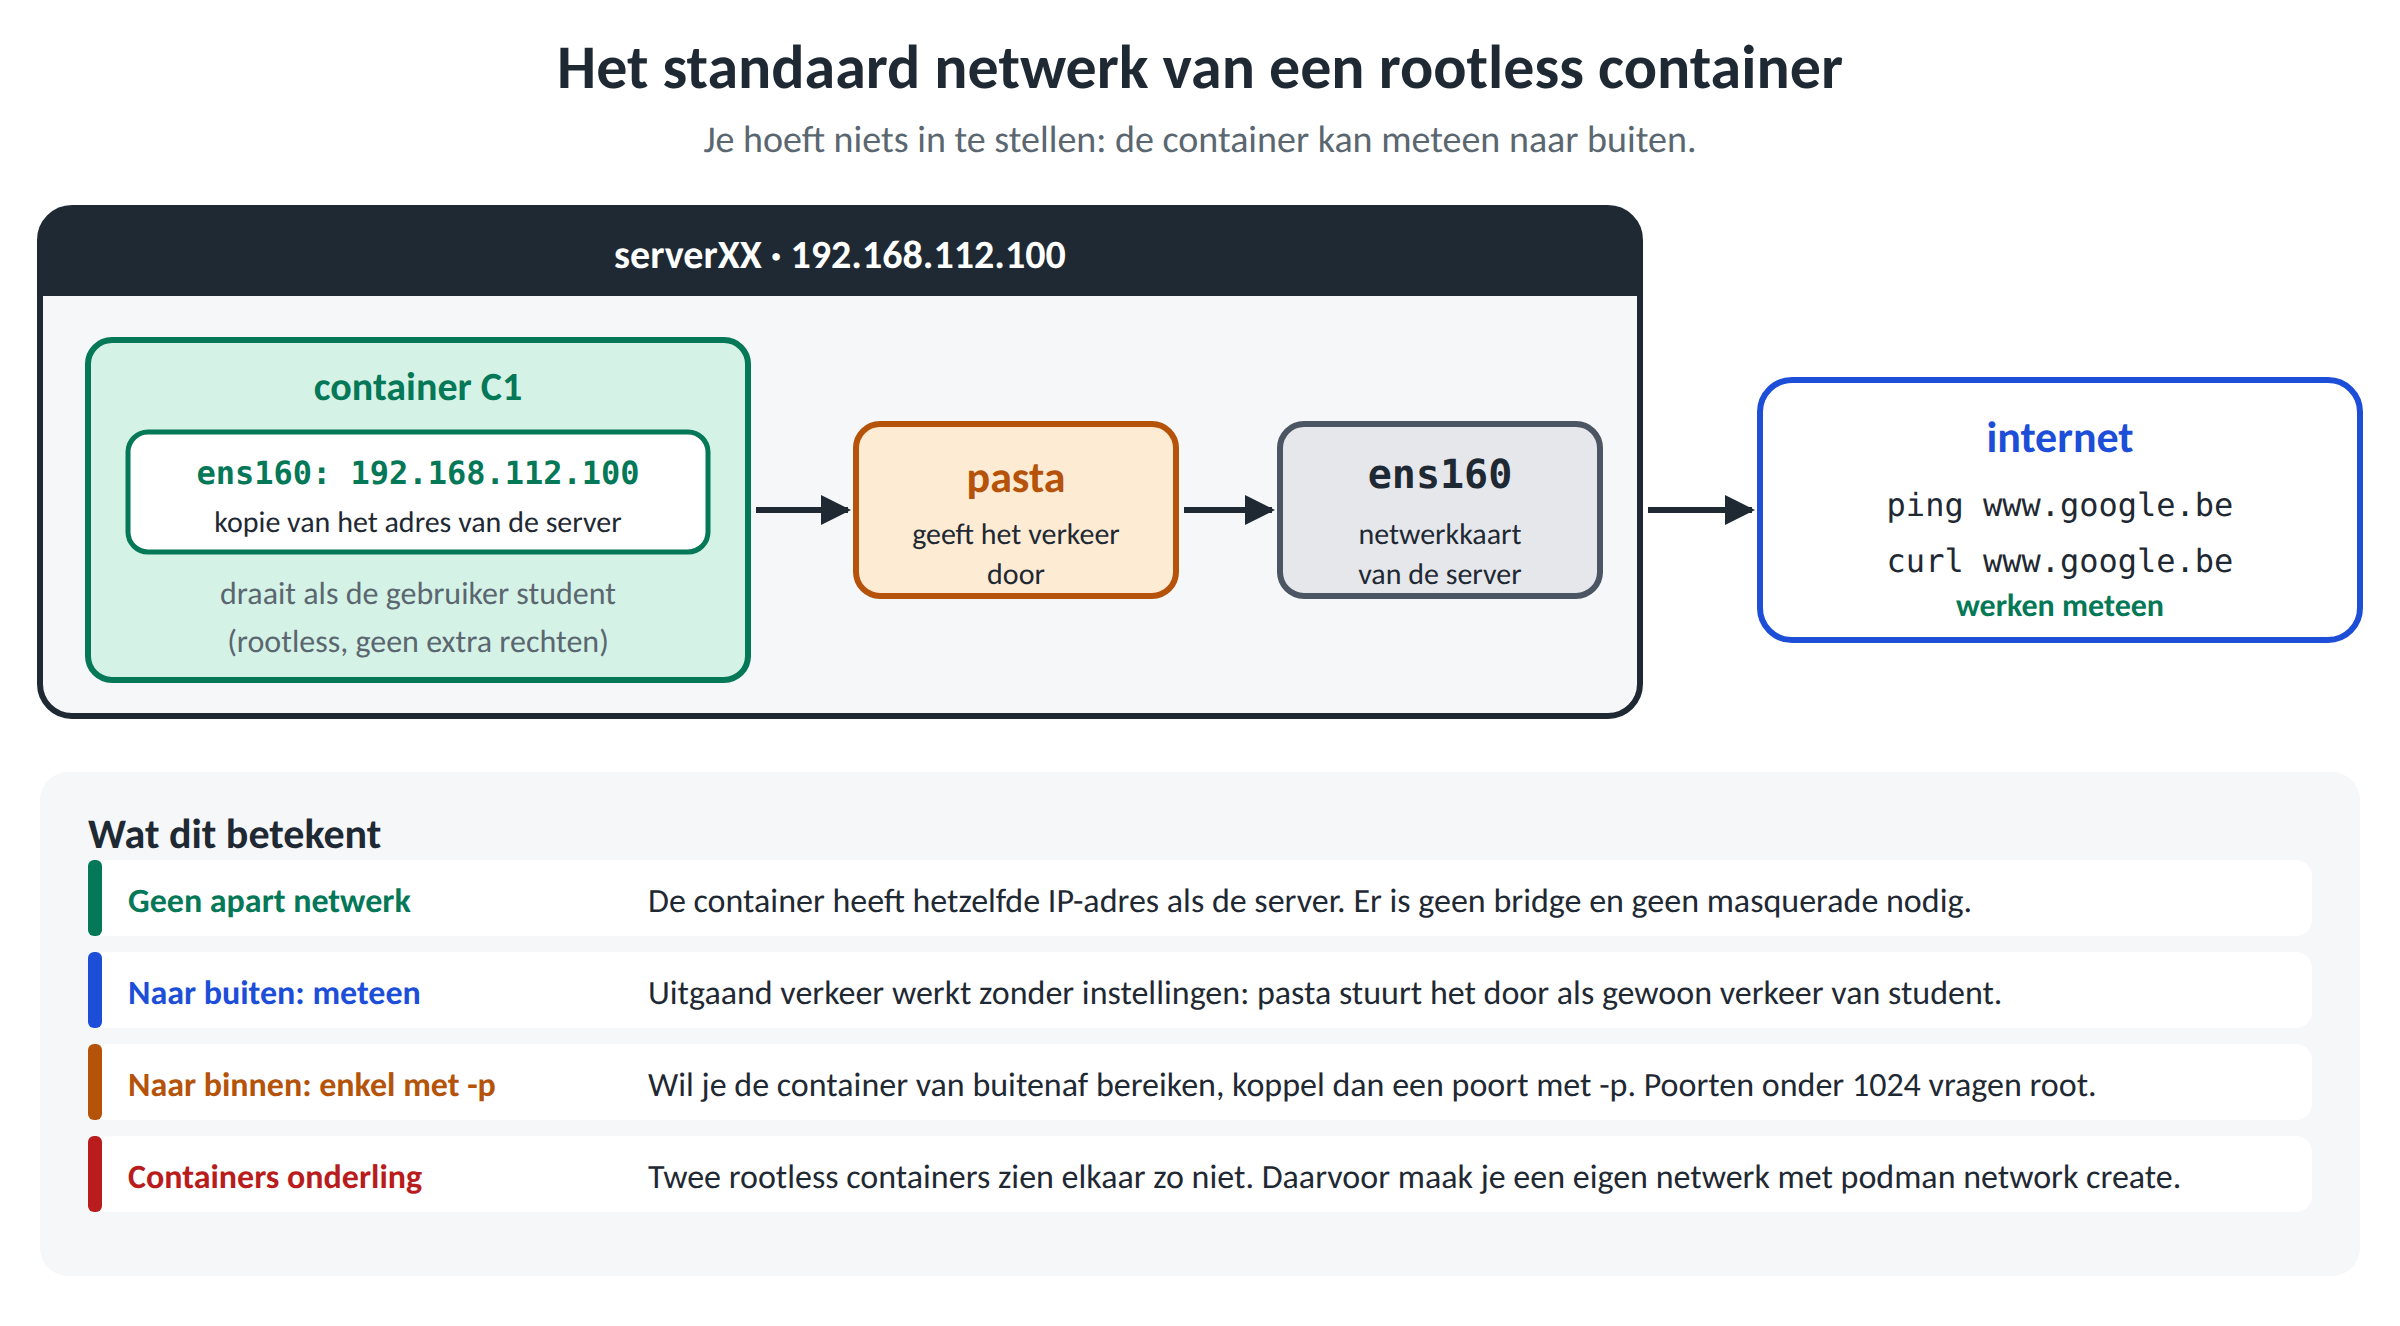 Het standaard netwerk van een rootless container
Je hoeft niets in te stellen: de container kan meteen naar buiten.
serverXX · 192.168.112.100
container C1
ens160: 192.168.112.100
kopie van het adres van de server
draait als de gebruiker student
(rootless, geen extra rechten)
pasta
geeft het verkeer
door
ens160
netwerkkaart
van de server
internet
ping www.google.be
curl www.google.be
werken meteen
Wat dit betekent
Geen apart netwerk De container heeft hetzelfde IP-adres als de server. Er is geen bridge en geen masquerade nodig.
Naar buiten: meteen Uitgaand verkeer werkt zonder instellingen: pasta stuurt het door als gewoon verkeer van student.
Naar binnen: enkel met -p Wil je de container van buitenaf bereiken, koppel dan een poort met -p. Poorten onder 1024 vragen root.
Containers onderling Twee rootless containers zien elkaar zo niet. Daarvoor maak je een eigen netwerk met podman network create.